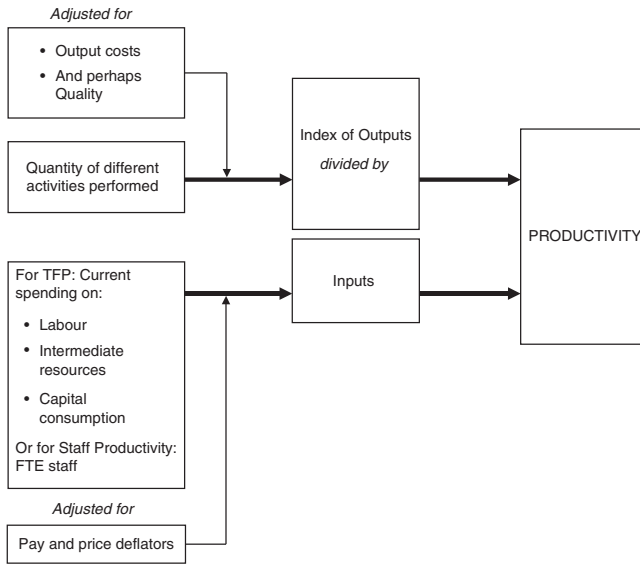 Adjusted for
• Output costs
• And perhaps
Quality
Quantity of different
activities performed
Index of Outputs
divided by
PRODUCTIVITY
For TFP: Current
spending on:
• Labour
• Intermediate
resources
• Capital
consumption
Or for Staff Productivity:
FTE staff
Inputs
Adjusted for
Pay and price deflators